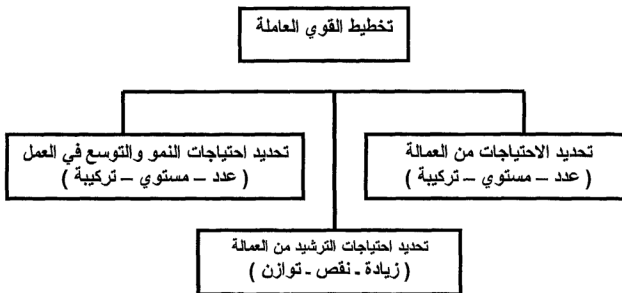 تخطيط القوي العاملة
تحديد الاحتياجات من العمالة
( عدد – مستوي – تركيبة )
تحديد احتياجات النمو والتوسع في العمل
( عدد – مستوي – تركيبة )
تحديد احتياجات الترشيد من العمالة
( زيادة - نقص - توازن )